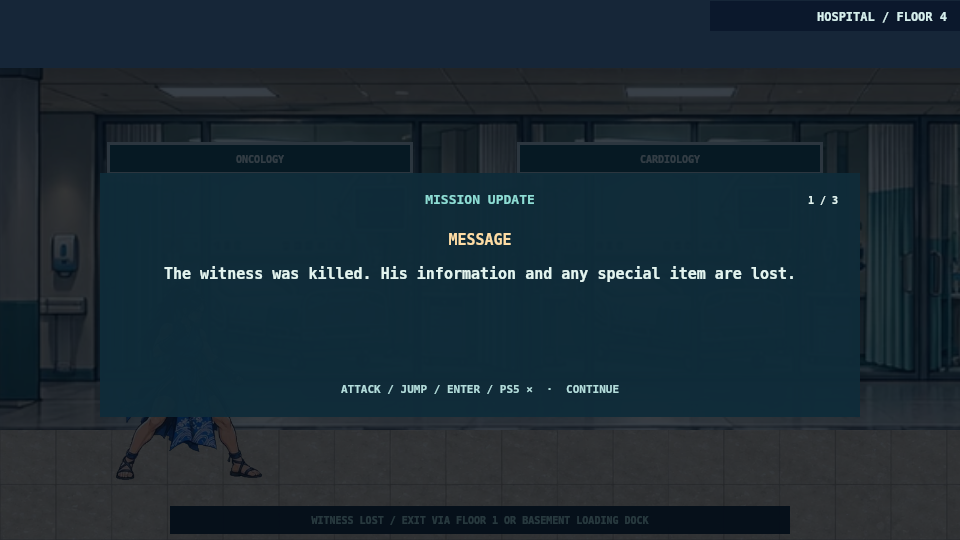 HOSPITAL / FLOOR 4
ONCOLOGY
CARDIOLOGY
MISSION UPDATE
1 / 3
MESSAGE
The witness was killed. His information and any special item are lost.
ATTACK / JUMP / ENTER / PS5 × · CONTINUE
WITNESS LOST / EXIT VIA FLOOR 1 OR BASEMENT LOADING DOCK